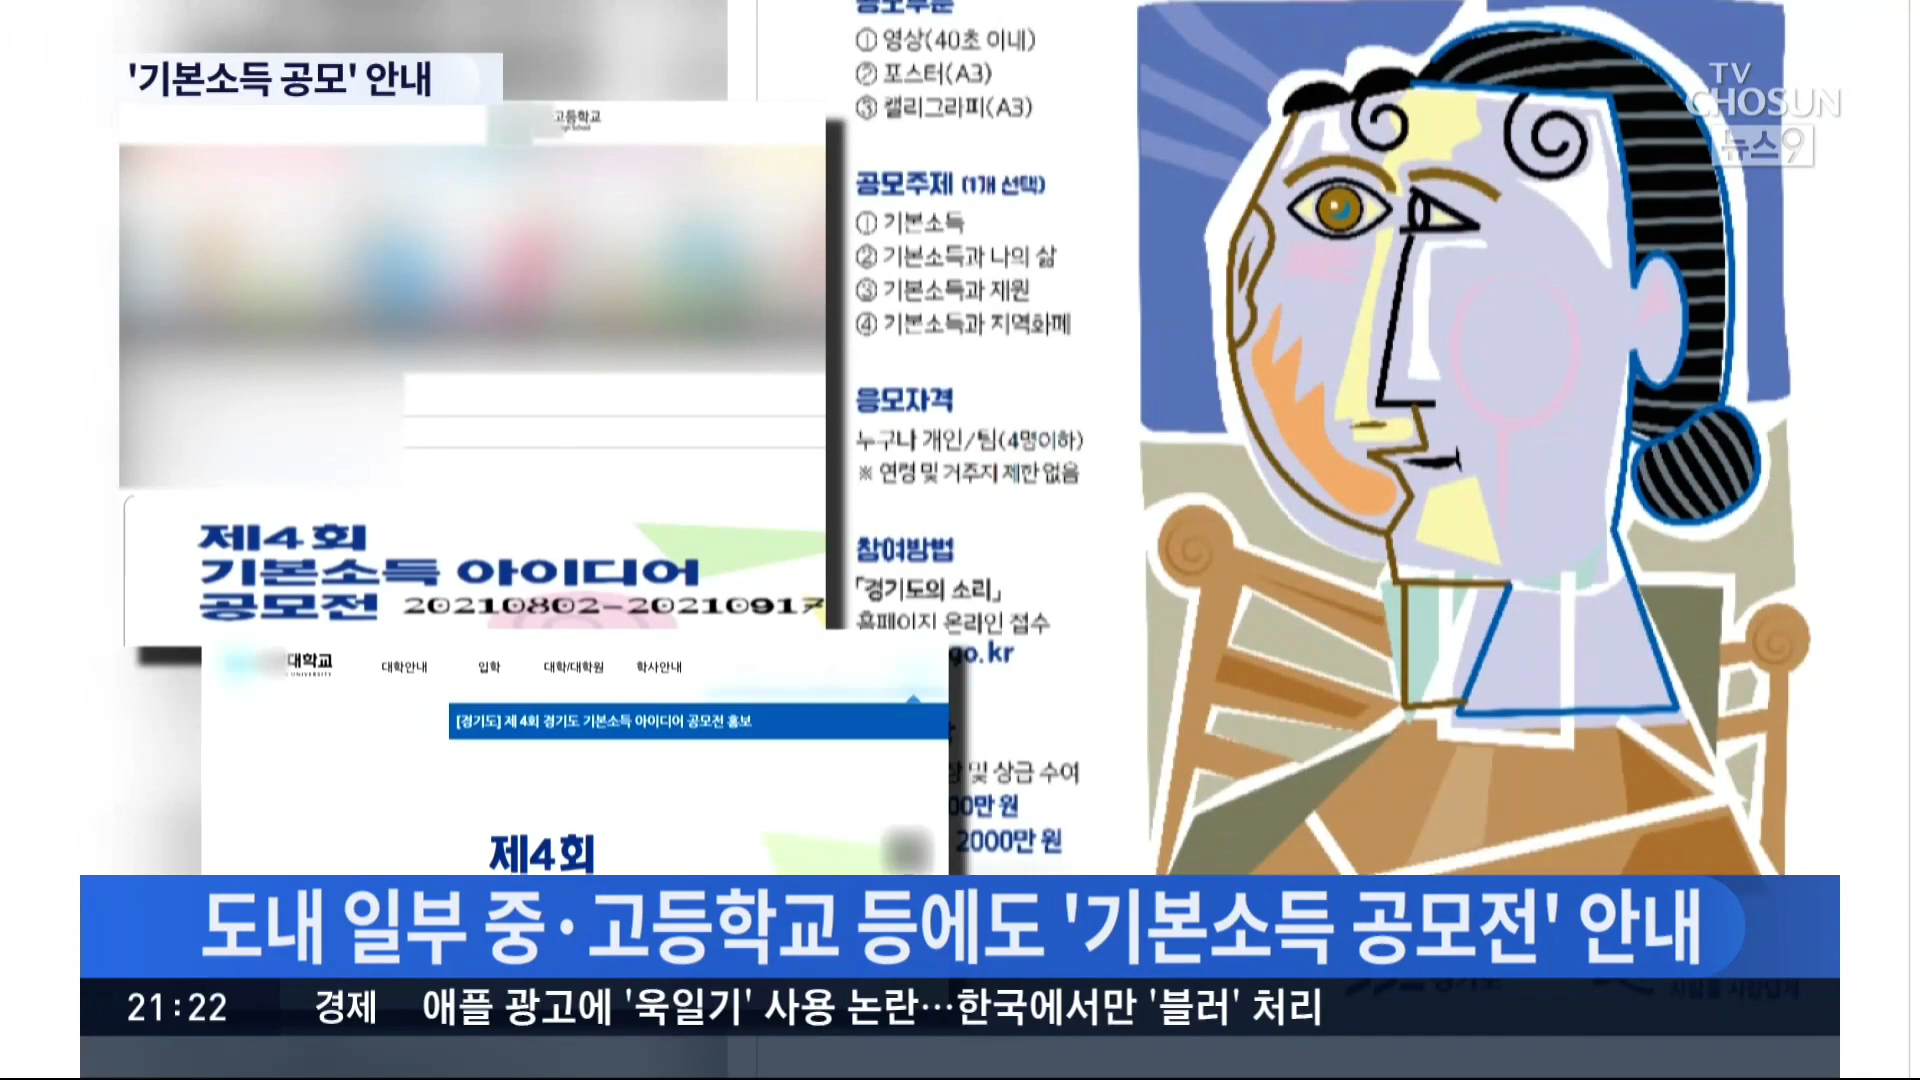 '기본소득 공모' 안내
TV
CHOSUN
뉴스9
고등학교
제4회
기본소득 아이디어
공모전 20210802-20210917
공모부문
① 영상(40초 이내)
② 포스터(A3)
③ 캘리그라피(A3)
공모주제 (1개 선택)
① 기본소득
② 기본소득과 나의 삶
③ 기본소득과 재원
④ 기본소득과 지역화폐
응모자격
누구나 개인/팀(4명이하)
※ 연령 및 거주지 제한 없음
참여방법
「경기도의 소리」
홈페이지 온라인 접수
go.kr
및 상금 수여
00만 원
2000만 원
대학교
UNIVERSITY
대학안내 입학 대학/대학원 학사안내
[경기도] 제 4회 경기도 기본소득 아이디어 공모전 홍보
제4회
도내 일부 중·고등학교 등에도 '기본소득 공모전' 안내
21:22 경제 애플 광고에 '욱일기' 사용 논란…한국에서만 '블러' 처리